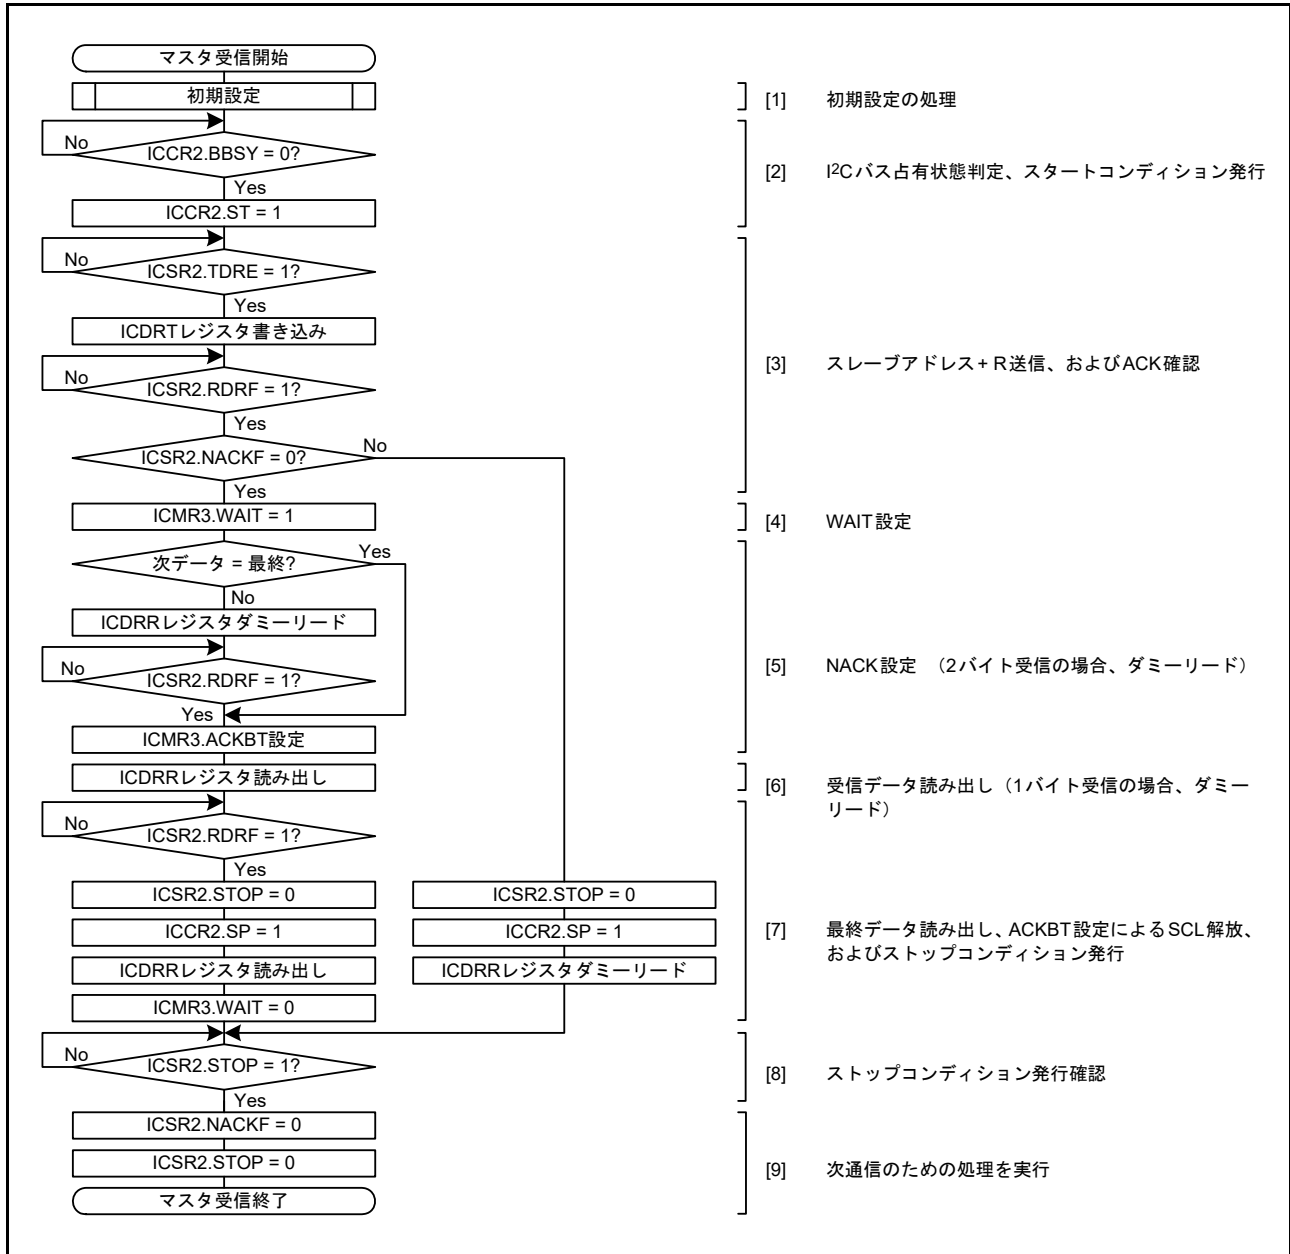 マスタ受信開始
初期設定
[1] 初期設定の処理
No
ICCR2.BBSY = 0?
Yes
[2] I²Cバス占有状態判定、スタートコンディション発行
ICCR2.ST = 1
No
ICSR2.TDRE = 1?
Yes
ICDRTレジスタ書き込み
[3] スレーブアドレス+ R送信、およびACK確認
No
ICSR2.RDRF = 1?
Yes
No
ICSR2.NACKF = 0?
Yes
ICMR3.WAIT = 1
[4] WAIT設定
Yes
次データ = 最終?
No
ICDRRレジスタダミーリード
No
ICSR2.RDRF = 1?
[5] NACK設定 （2バイト受信の場合、ダミーリード）
Yes
ICMR3.ACKBT設定
ICDRRレジスタ読み出し
[6] 受信データ読み出し（1バイト受信の場合、ダミー
リード）
No
ICSR2.RDRF = 1?
Yes
ICSR2.STOP = 0
ICSR2.STOP = 0
ICCR2.SP = 1
ICCR2.SP = 1
[7] 最終データ読み出し、ACKBT設定によるSCL解放、
およびストップコンディション発行
ICDRRレジスタ読み出し
ICDRRレジスタダミーリード
ICMR3.WAIT = 0
No
ICSR2.STOP = 1?
[8] ストップコンディション発行確認
Yes
ICSR2.NACKF = 0
ICSR2.STOP = 0
[9] 次通信のための処理を実行
マスタ受信終了